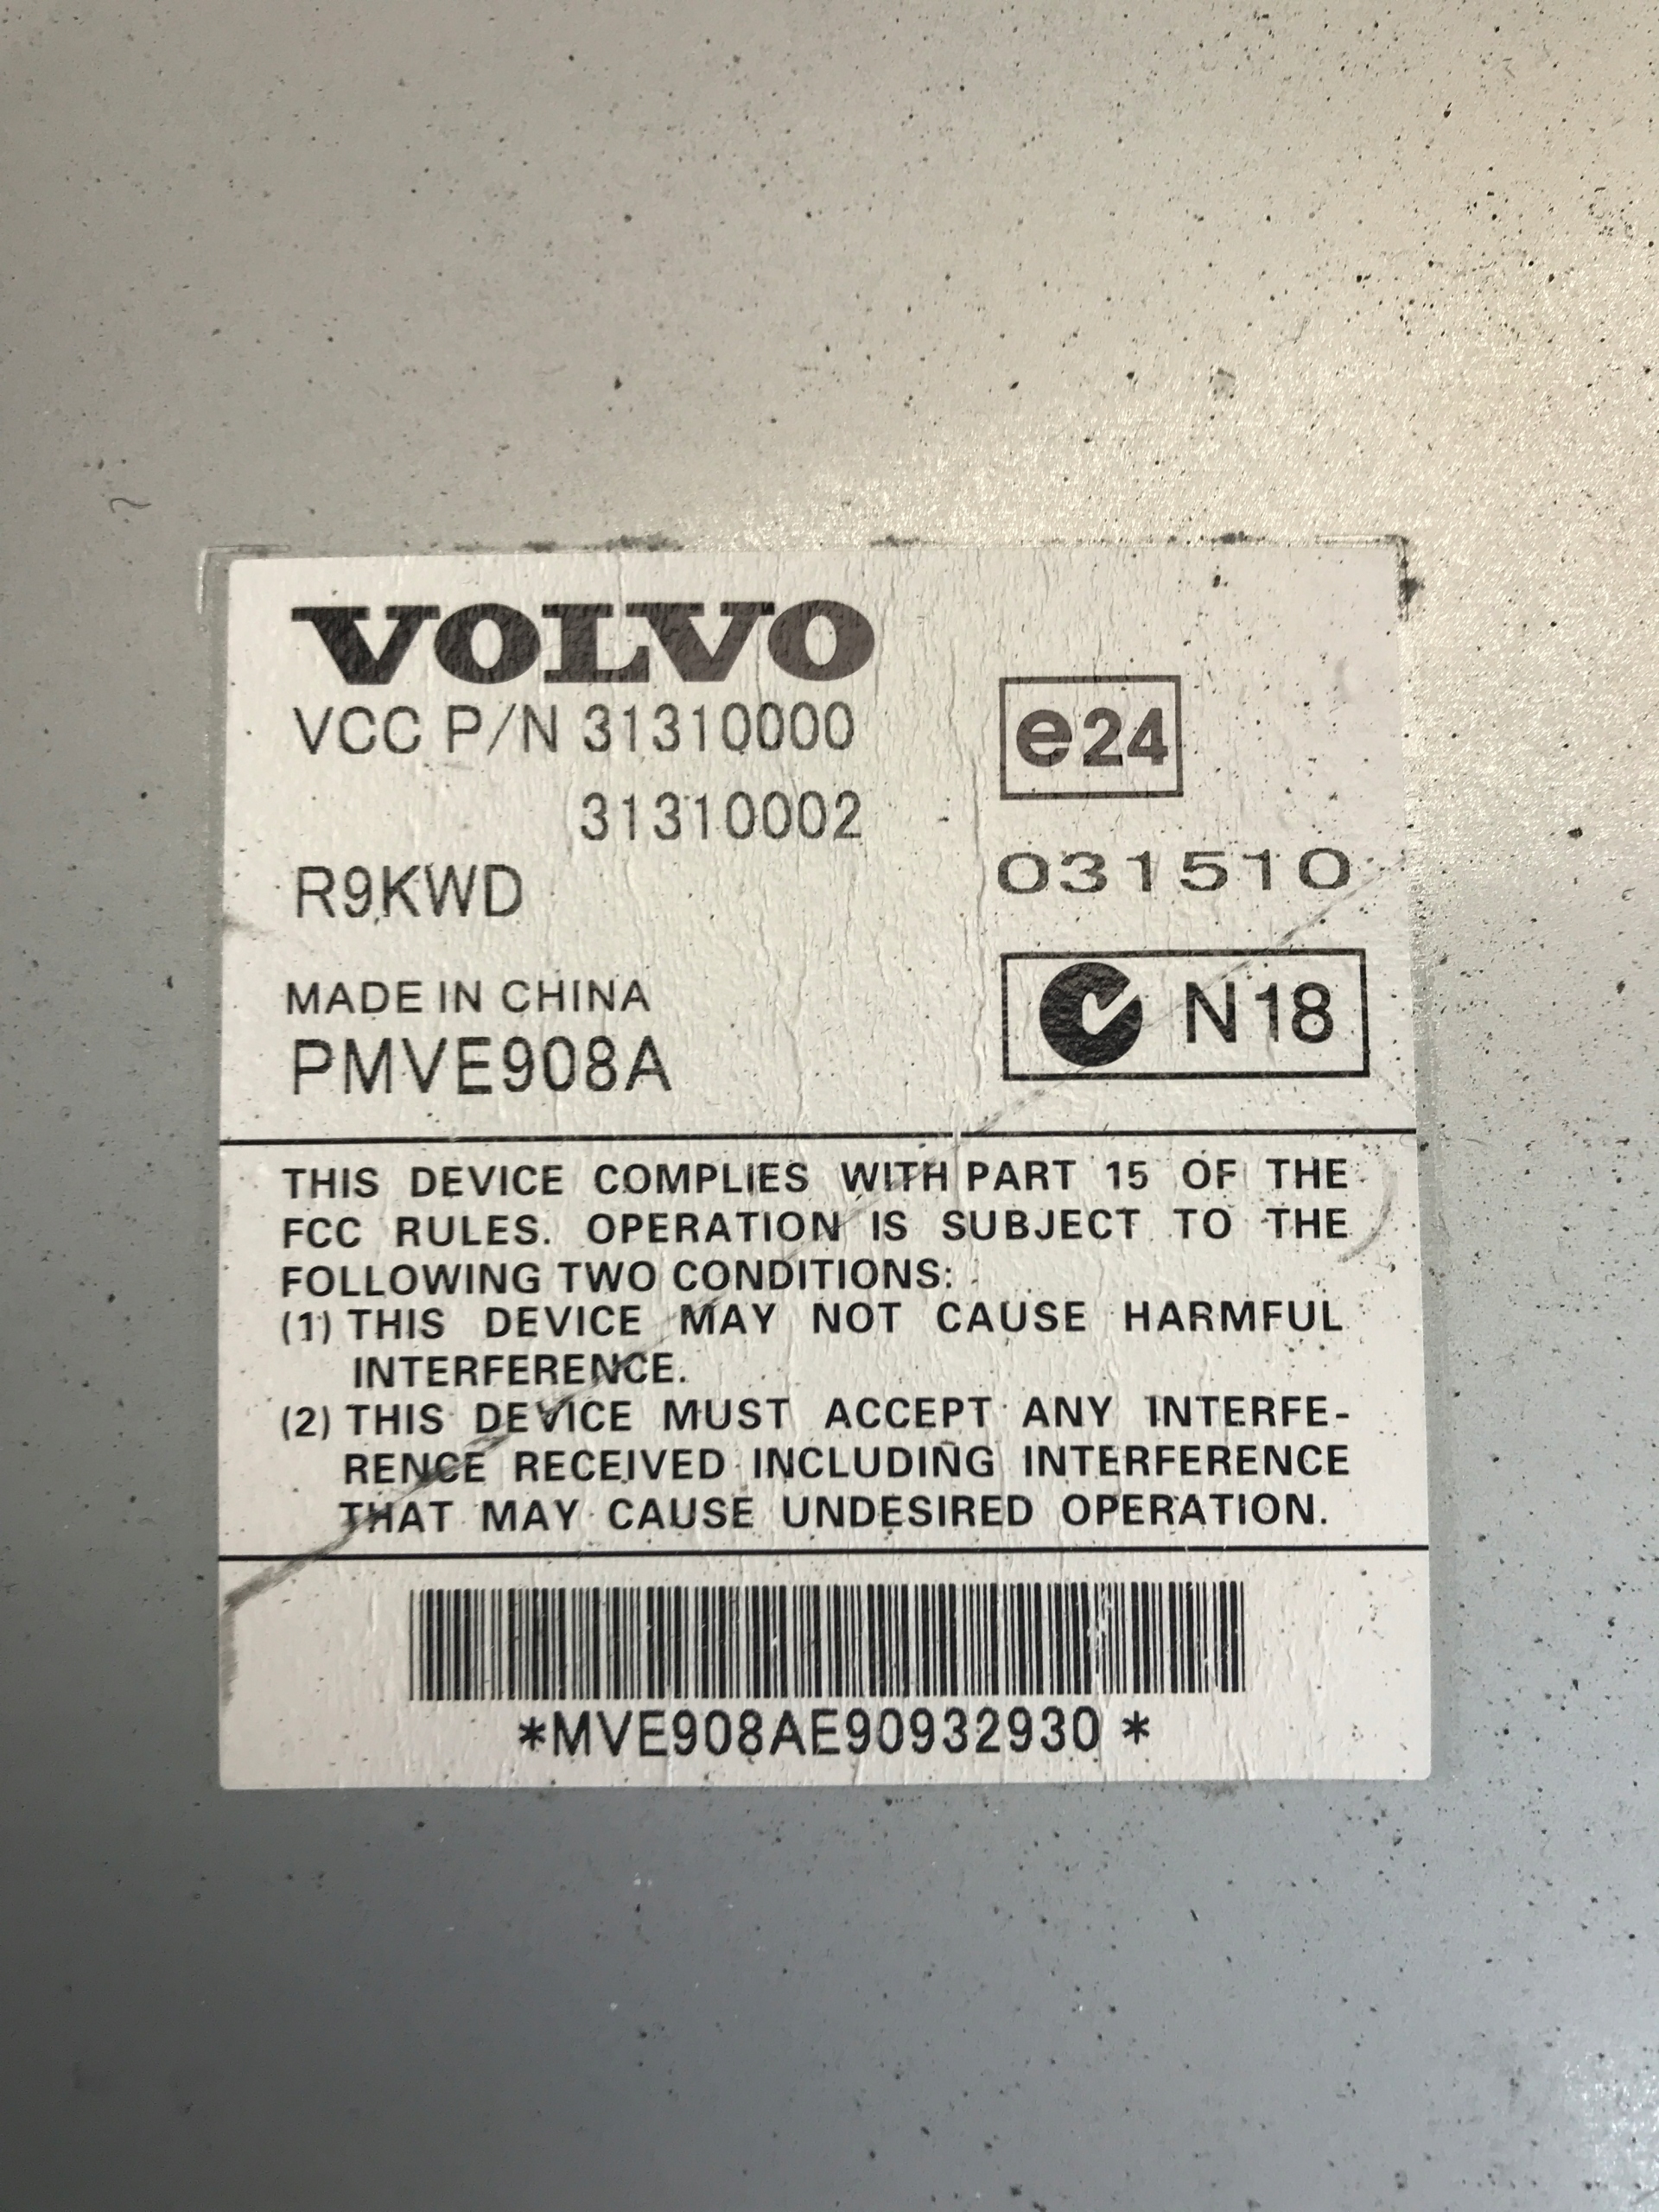 VOLVO
VCC P/N 31310000
31310002
e24
R9KWD
031510
MADE IN CHINA
N18
PMVE908A
THIS DEVICE COMPLIES WITH PART 15 OF THE
FCC RULES. OPERATION IS SUBJECT TO THE
FOLLOWING TWO CONDITIONS:
(1) THIS DEVICE MAY NOT CAUSE HARMFUL
INTERFERENCE.
(2) THIS DEVICE MUST ACCEPT ANY INTERFE-
RENCE RECEIVED INCLUDING INTERFERENCE
THAT MAY CAUSE UNDESIRED OPERATION.
*MVE908AE90932930 *